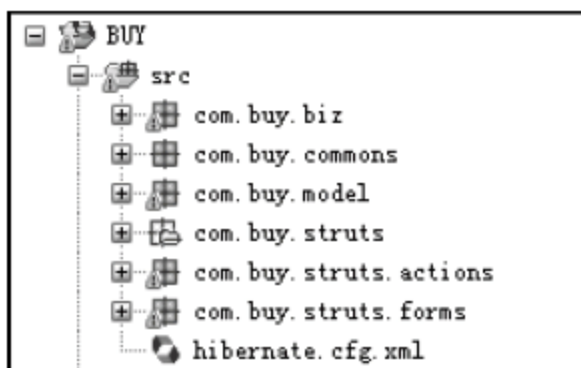 BUY
src
com.buy.biz
com.buy.commons
com.buy.model
com.buy.struts
com.buy.struts.actions
com.buy.struts.forms
hibernate.cfg.xml